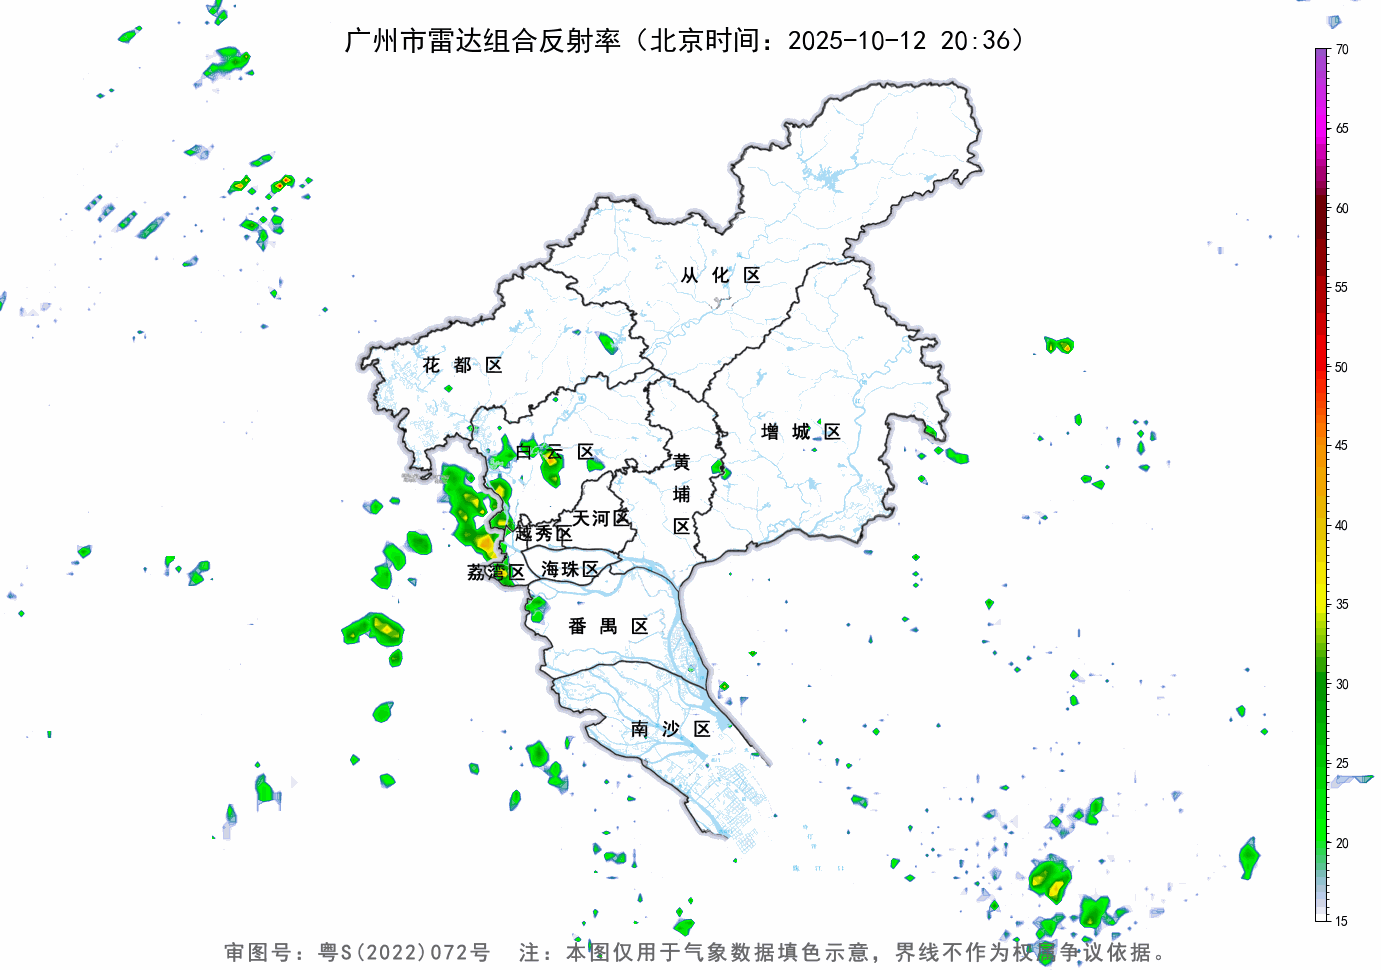 广州市雷达组合反射率（北京时间：2025-10-12 20:36）
70
65
60
55
50
45
40
35
30
25
20
15
从 化 区
花 都 区
增 城 区
白 云 区
黄
埔
区
天河区
越秀区
荔湾区
海珠区
番 禺 区
南 沙 区
审图号：粤S(2022)072号 注：本图仅用于气象数据填色示意，界线不作为权属争议依据。